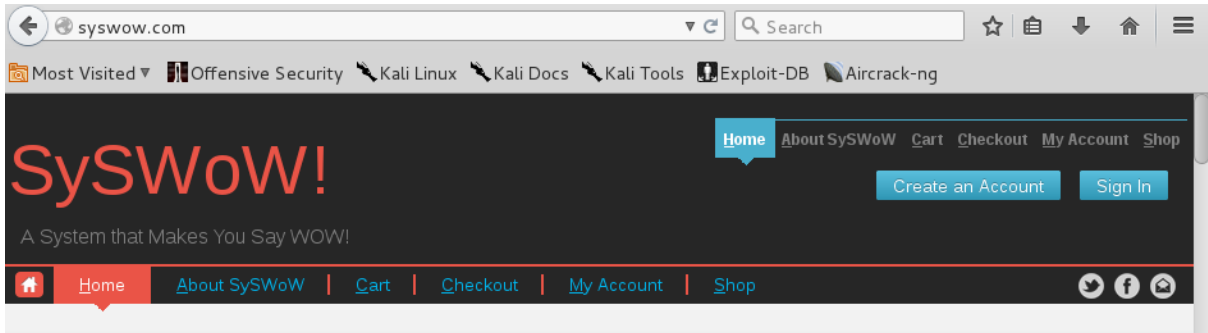 syswow.com
Search
Most Visited Offensive Security Kali Linux Kali Docs Kali Tools Exploit-DB Aircrack-ng
Home About SySWoW Cart Checkout My Account Shop
SySWoW!
Create an Account Sign In
A System that Makes You Say WOW!
Home About SySWoW Cart Checkout My Account Shop